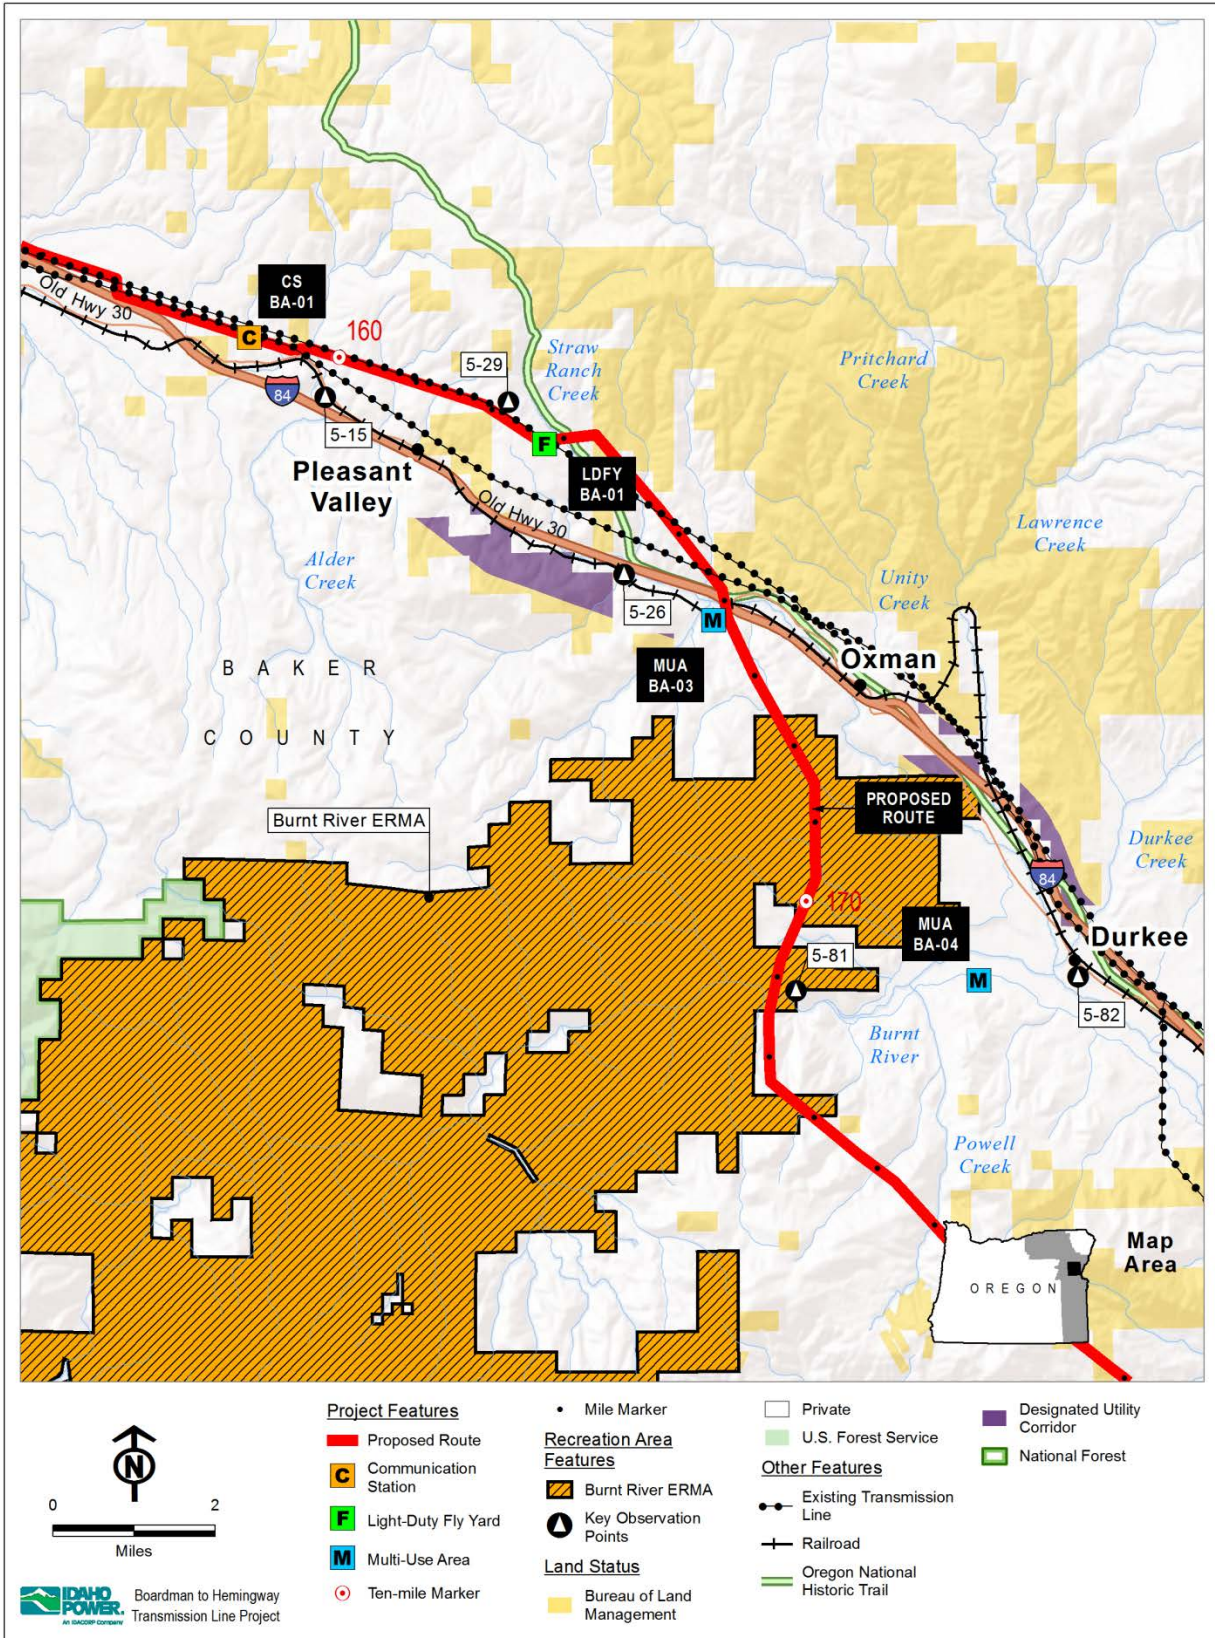 CS
BA-01
Old Hwy 30
160
C
84
5-29
Straw
Ranch
Creek
Pritchard
Creek
5-15
F
Pleasant
Valley
LDFY
BA-01
Old Hwy 30
Lawrence
Creek
Alder
Creek
Unity
Creek
5-26
M
Oxman
BAKER
MUA
BA-03
COUNTY
PROPOSED
ROUTE
Burnt River ERMA
Durkee
Creek
84
170
MUA
BA-04
Durkee
5-81
M
5-82
Burnt
River
Powell
Creek
Map
Area
OREGON
N
0 2
Miles
IDAHO
POWER.
An IDACORP Company
Boardman to Hemingway
Transmission Line Project
Project Features
Proposed Route
C Communication
Station
F Light-Duty Fly Yard
M Multi-Use Area
Ten-mile Marker
Mile Marker
Recreation Area
Features
Burnt River ERMA
Key Observation
Points
Land Status
Bureau of Land
Management
Private
U.S. Forest Service
Other Features
Existing Transmission
Line
Railroad
Oregon National
Historic Trail
Designated Utility
Corridor
National Forest